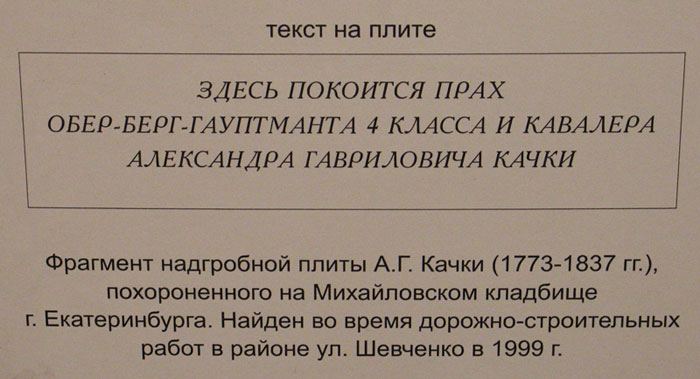 текст на плите
ЗДЕСЬ ПОКОИТСЯ ПРАХ
ОБЕР-БЕРГ-ГАУПТМАНТА 4 КЛАССА И КАВАЛЕРА
АЛЕКСАНДРА ГАВРИЛОВИЧА КАЧКИ
Фрагмент надгробной плиты А.Г. Качки (1773-1837 гг.),
похороненного на Михайловском кладбище
г. Екатеринбурга. Найден во время дорожно-строительных
работ в районе ул. Шевченко в 1999 г.